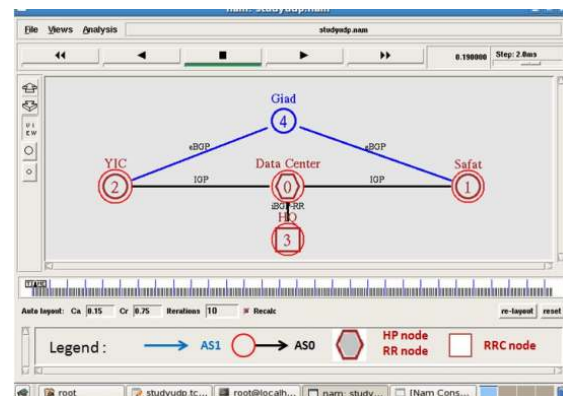 nam: studyudp.nam
File Views Analysis studyudp.nam
0.190000 Step: 2.0ms
Giad
4
eBGP eBGP
YIC Data Center Safat
2 IGP 0 IGP 1
iBGP-RR
HQ
3
Auto layout: Ca 0.15 Cr 0.75 Iterations 10 Recalc re-layout reset
Legend : AS1 AS0 HP node RRC node
RR node
root studyudp.tc... root@localh... nam: study... [Nam Cons...